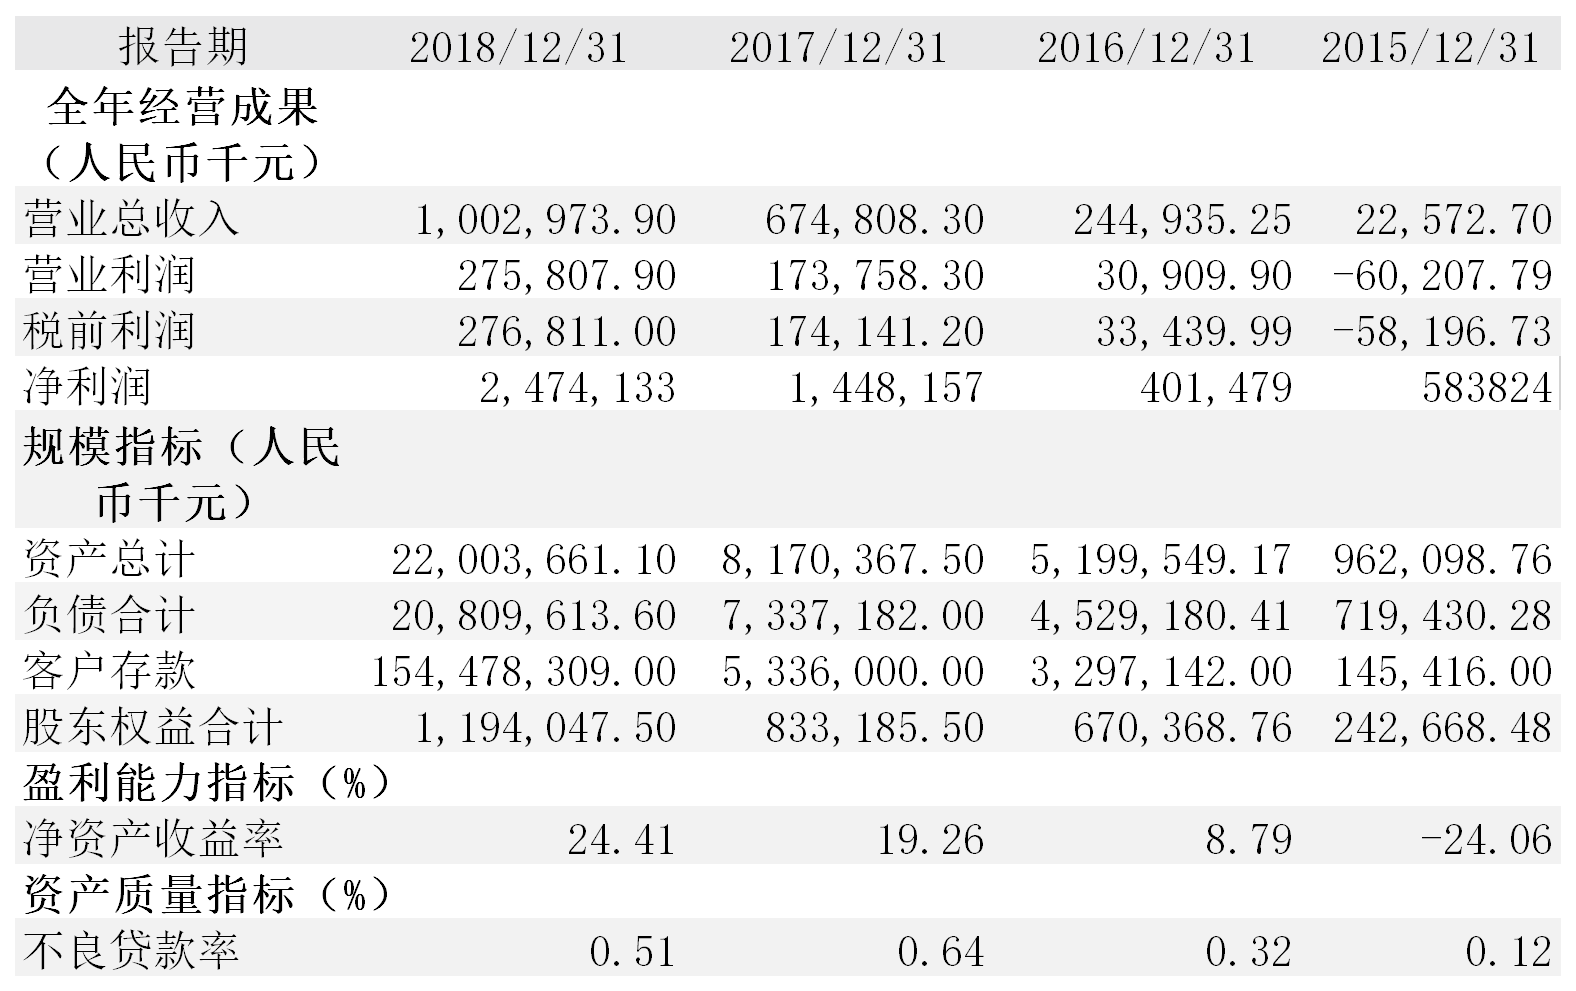 报告期 2018/12/31 2017/12/31 2016/12/31 2015/12/31
全年经营成果
（人民币千元）
营业总收入 1,002,973.90 674,808.30 244,935.25 22,572.70
营业利润 275,807.90 173,758.30 30,909.90 -60,207.79
税前利润 276,811.00 174,141.20 33,439.99 -58,196.73
净利润 2,474,133 1,448,157 401,479 583824
规模指标（人民
币千元）
资产总计 22,003,661.10 8,170,367.50 5,199,549.17 962,098.76
负债合计 20,809,613.60 7,337,182.00 4,529,180.41 719,430.28
客户存款 154,478,309.00 5,336,000.00 3,297,142.00 145,416.00
股东权益合计 1,194,047.50 833,185.50 670,368.76 242,668.48
盈利能力指标（%）
净资产收益率 24.41 19.26 8.79 -24.06
资产质量指标（%）
不良贷款率 0.51 0.64 0.32 0.12